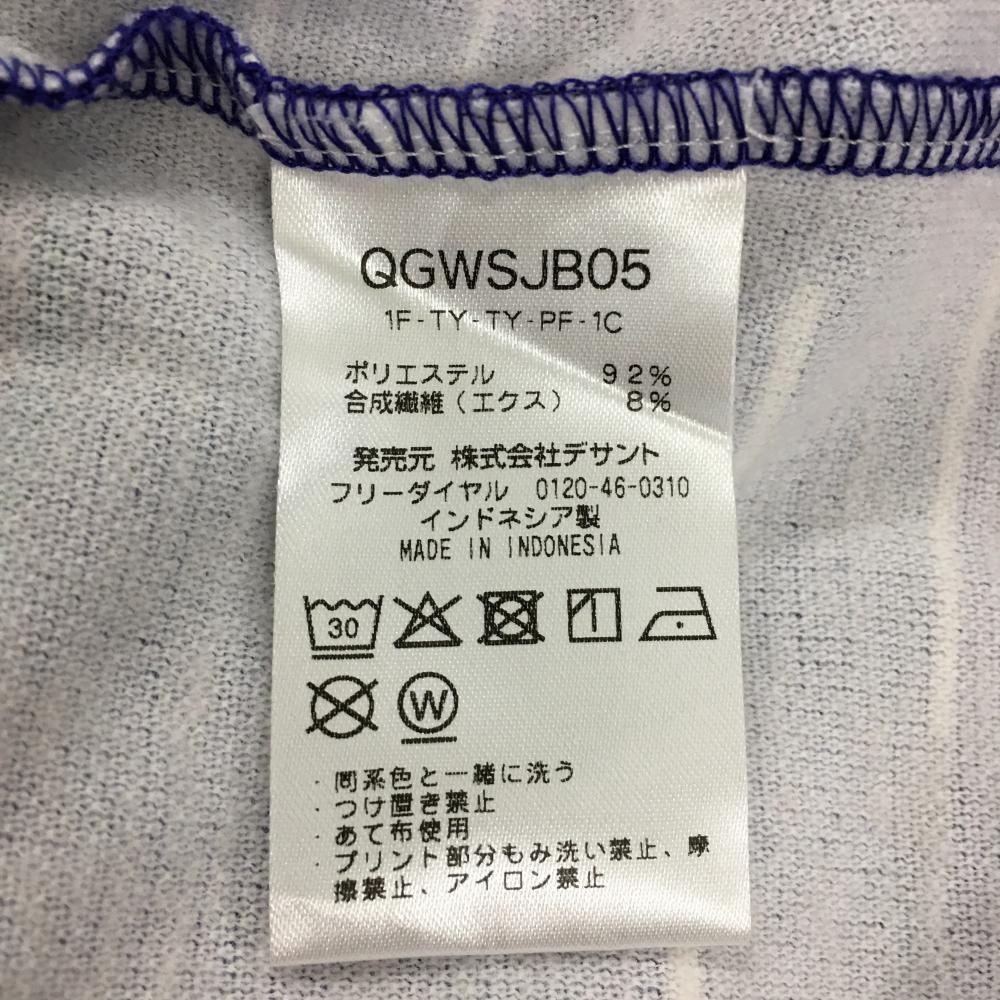 QGWSJB05
1F-TY-TY-PF-1C
ポリエステル 92%
合成繊維(エクス) 8%
発売元 株式会社デサント
フリーダイヤル 0120-46-0310
インドネシア製
MADE IN INDONESIA
30
W
・同系色と一緒に洗う
・つけ置き禁止
・あて布使用
・プリント部分もみ洗い禁止、摩
擦禁止、アイロン禁止